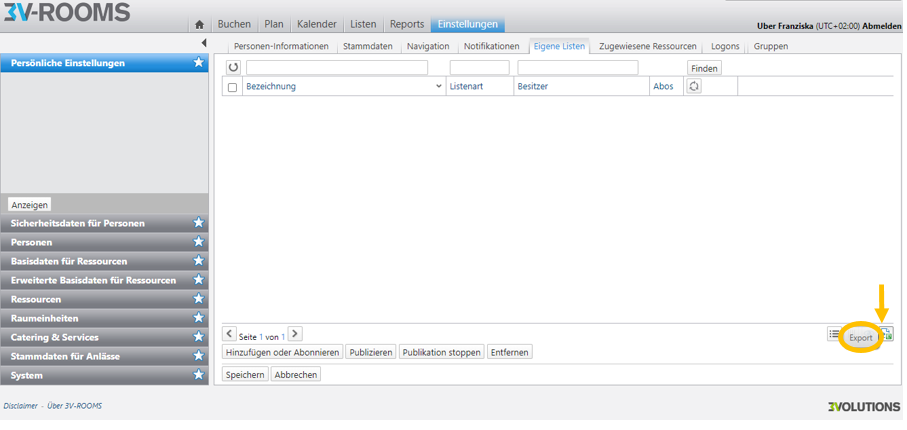 3V-ROOMS
Buchen Plan Kalender Listen Reports Einstellungen
Uber Franziska (UTC+02:00) Abmelden
Personen-Informationen Stammdaten Navigation Notifikationen Eigene Listen Zugewiesene Ressourcen Logons Gruppen
Persönliche Einstellungen
Finden
Bezeichnung Listenart Besitzer Abos
Anzeigen
Sicherheitsdaten für Personen
Personen
Basisdaten für Ressourcen
Erweiterte Basisdaten für Ressourcen
Ressourcen
Raumeinheiten
Catering & Services
Stammdaten für Anlässe
System
Seite 1 von 1
Export
Hinzufügen oder Abonnieren Publizieren Publikation stoppen Entfernen
Speichern Abbrechen
Disclaimer - Über 3V-ROOMS
3VOLUTIONS